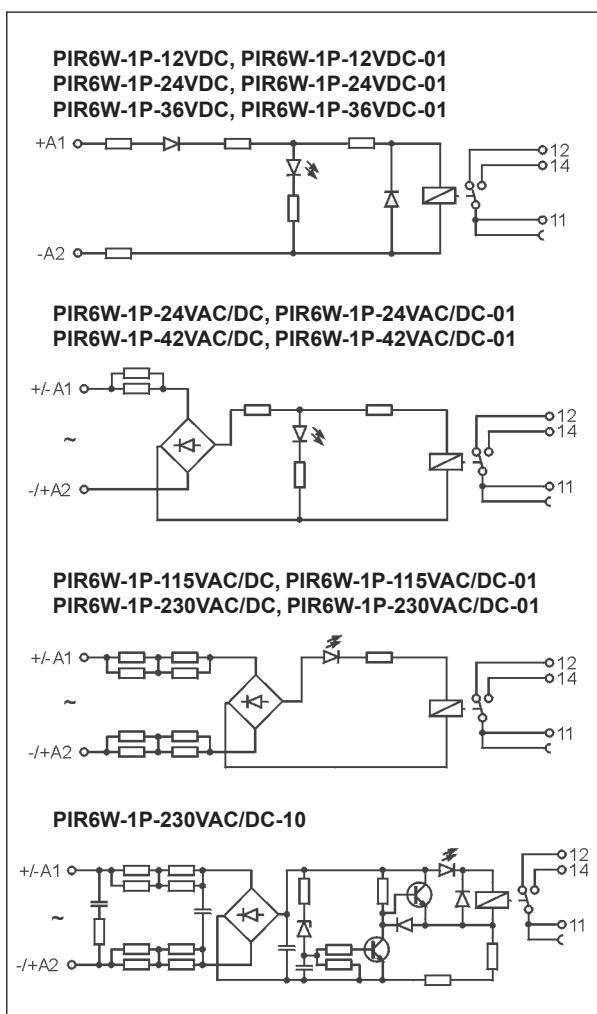 PIR6W-1P-12VDC, PIR6W-1P-12VDC-01
PIR6W-1P-24VDC, PIR6W-1P-24VDC-01
PIR6W-1P-36VDC, PIR6W-1P-36VDC-01
+A1
12
14
11
-A2
PIR6W-1P-24VAC/DC, PIR6W-1P-24VAC/DC-01
PIR6W-1P-42VAC/DC, PIR6W-1P-42VAC/DC-01
+/-A1
12
14
~
-/+A2
11
PIR6W-1P-115VAC/DC, PIR6W-1P-115VAC/DC-01
PIR6W-1P-230VAC/DC, PIR6W-1P-230VAC/DC-01
+/-A1
12
14
~
11
-/+A2
PIR6W-1P-230VAC/DC-10
12
+/-A1
14
~
11
-/+A2